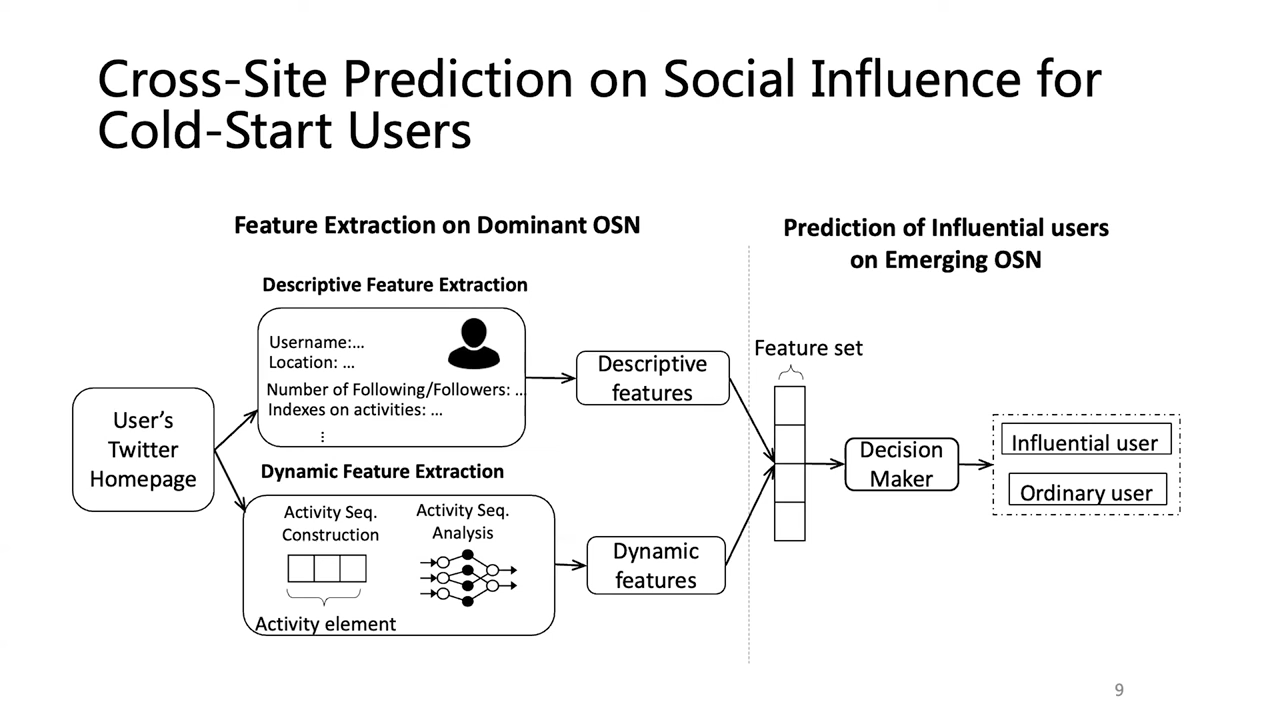 Cross-Site Prediction on Social Influence for
Cold-Start Users
Feature Extraction on Dominant OSN
Prediction of Influential users
on Emerging OSN
Descriptive Feature Extraction
Username:...
Location: ...
Number of Following/Followers: ...
Indexes on activities: ...
⋮
User's
Twitter
Homepage
Dynamic Feature Extraction
Activity Seq.
Construction
Activity element
Activity Seq.
Analysis
Descriptive
features
Dynamic
features
Feature set
Decision
Maker
Influential user
Ordinary user
9